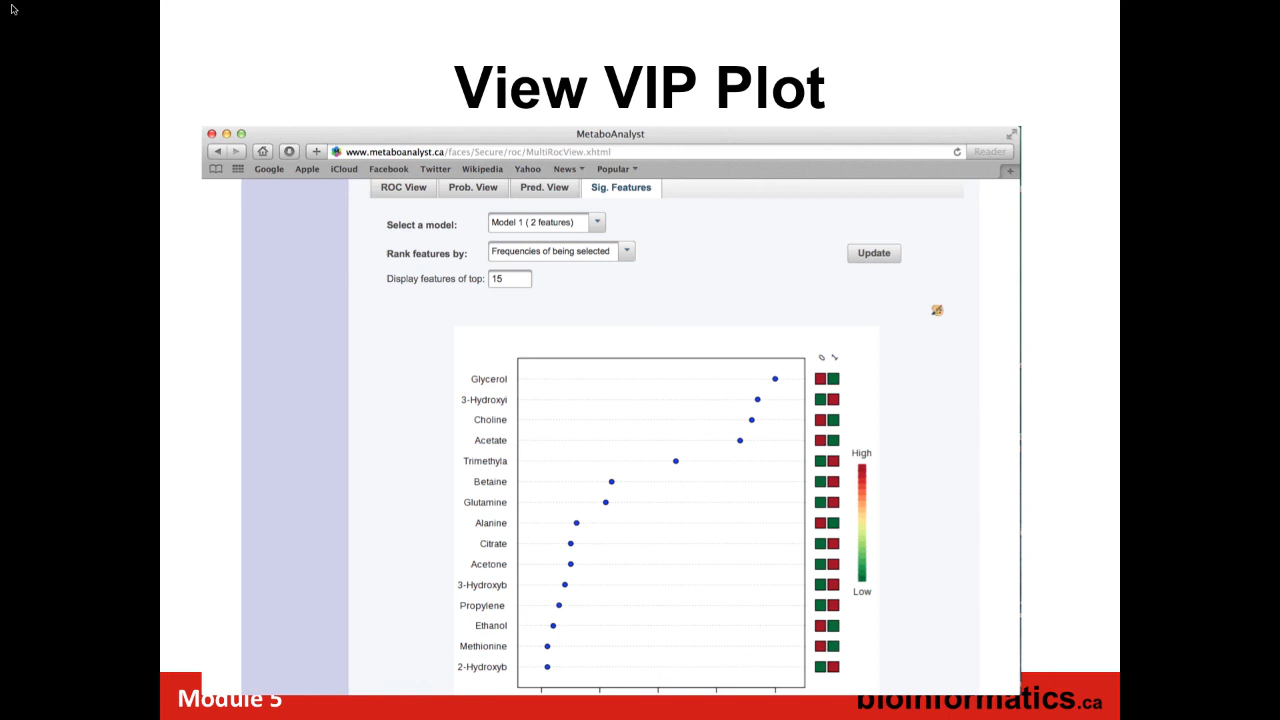 View VIP Plot
MetaboAnalyst
www.metaboanalyst.ca/faces/Secure/roc/MultiRocView.xhtml
Reader
Google Apple iCloud Facebook Twitter Wikipedia Yahoo News Popular
ROC View Prob. View Pred. View Sig. Features
Select a model: Model 1 ( 2 features)
Rank features by: Frequencies of being selected
Update
Display features of top: 15
0 1
Glycerol
3-Hydroxyi
Choline
Acetate
High
Trimethyla
Betaine
Glutamine
Alanine
Citrate
Acetone
3-Hydroxyb
Low
Propylene
Ethanol
Methionine
2-Hydroxyb
Module 5
bioinformatics.ca